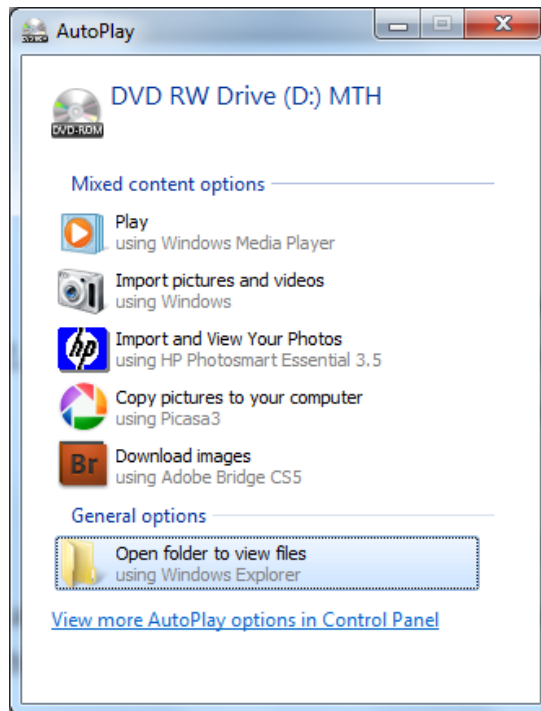 AutoPlay
DVD RW Drive (D:) MTH
DVD-ROM
Mixed content options
Play
using Windows Media Player
Import pictures and videos
using Windows
hp
Import and View Your Photos
using HP Photosmart Essential 3.5
Copy pictures to your computer
using Picasa3
Br
Download images
using Adobe Bridge CS5
General options
Open folder to view files
using Windows Explorer
View more AutoPlay options in Control Panel